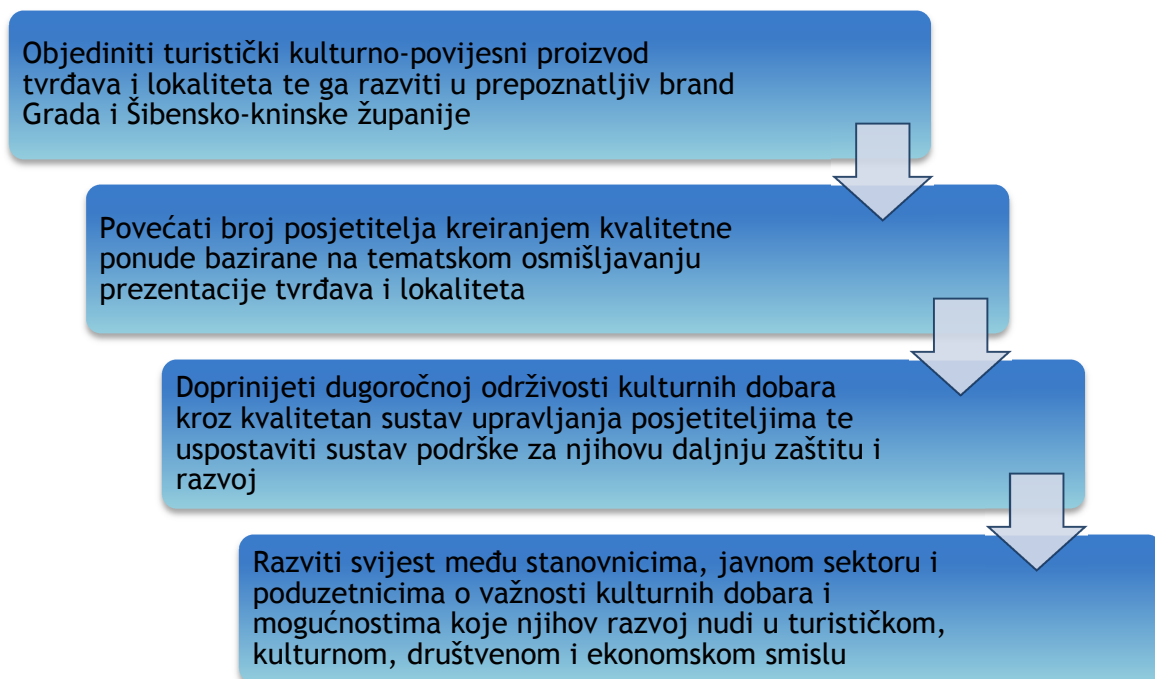 Objediniti turistički kulturno-povijesni proizvod
tvrđava i lokaliteta te ga razviti u prepoznatljiv brand
Grada i Šibensko-kninske županije
Povećati broj posjetitelja kreiranjem kvalitetne
ponude bazirane na tematskom osmišljavanju
prezentacije tvrđava i lokaliteta
Doprinijeti dugoročnoj održivosti kulturnih dobara
kroz kvalitetan sustav upravljanja posjetiteljima te
uspostaviti sustav podrške za njihovu daljnju zaštitu i
razvoj
Razviti svijest među stanovnicima, javnom sektoru i
poduzetnicima o važnosti kulturnih dobara i
mogućnostima koje njihov razvoj nudi u turističkom,
kulturnom, društvenom i ekonomskom smislu